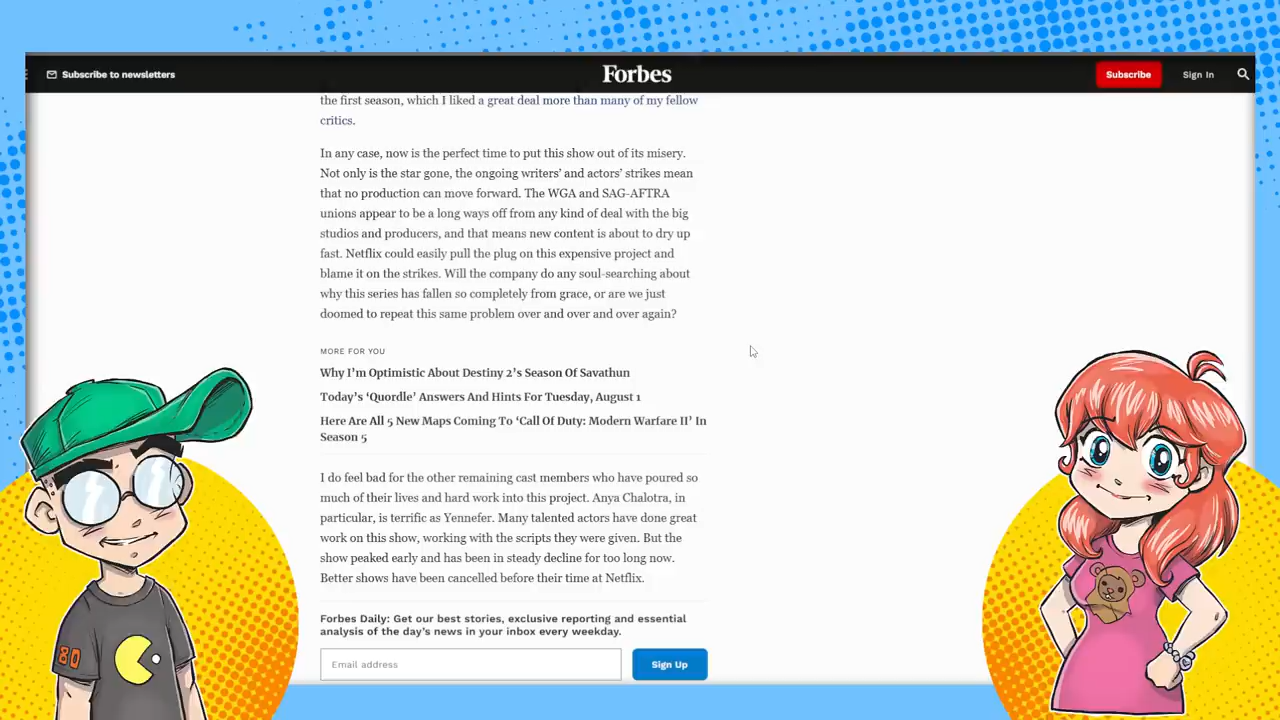 Subscribe to newsletters
Forbes
Subscribe
Sign In
the first season, which I liked a great deal more than many of my fellow
critics.
In any case, now is the perfect time to put this show out of its misery.
Not only is the star gone, the ongoing writers’ and actors’ strikes mean
that no production can move forward. The WGA and SAG-AFTRA
unions appear to be a long ways off from any kind of deal with the big
studios and producers, and that means new content is about to dry up
fast. Netflix could easily pull the plug on this expensive project and
blame it on the strikes. Will the company do any soul-searching about
why this series has fallen so completely from grace, or are we just
doomed to repeat this same problem over and over and over again?
MORE FOR YOU
Why I’m Optimistic About Destiny 2’s Season Of Savathun
Today’s ‘Quordle’ Answers And Hints For Tuesday, August 1
Here Are All 5 New Maps Coming To ‘Call Of Duty: Modern Warfare II’ In
Season 5
I do feel bad for the other remaining cast members who have poured so
much of their lives and hard work into this project. Anya Chalotra, in
particular, is terrific as Yennefer. Many talented actors have done great
work on this show, working with the scripts they were given. But the
show peaked early and has been in steady decline for too long now.
Better shows have been cancelled before their time at Netflix.
Forbes Daily: Get our best stories, exclusive reporting and essential
analysis of the day’s news in your inbox every weekday.
Email address
Sign Up
80